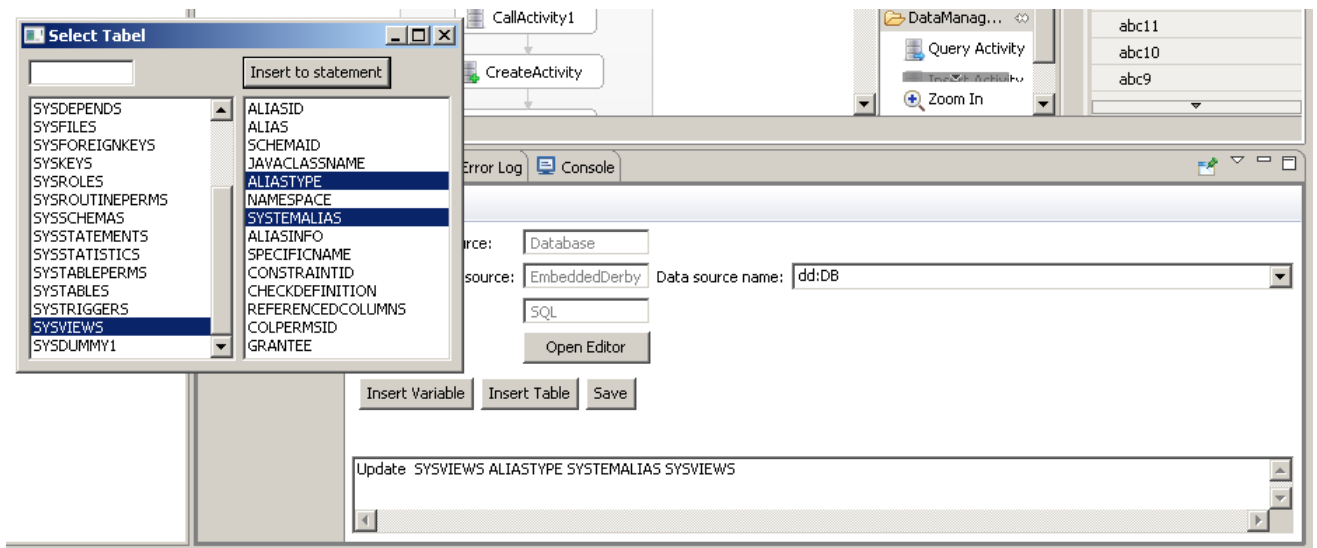 CallActivity1
CreateActivity
DataManag...
Query Activity
Insert Activity
Zoom In
abc11
abc10
abc9
Select Tabel
Insert to statement
SYSDEPENDS
SYSFILES
SYSFOREIGNKEYS
SYSKEYS
SYSROLES
SYSROUTINEPERMS
SYSSCHEMAS
SYSSTATEMENTS
SYSSTATISTICS
SYSTABLEPERMS
SYSTABLES
SYSTRIGGERS
SYSVIEWS
SYSDUMMY1
ALIASID
ALIAS
SCHEMAID
JAVACLASSNAME
ALIASTYPE
NAMESPACE
SYSTEMALIAS
ALIASINFO
SPECIFICNAME
CONSTRAINTID
CHECKDEFINITION
REFERENCEDCOLUMNS
COLPERMSID
GRANTEE
Error Log
Console
urce: Database
source: EmbeddedDerby Data source name: dd:DB
SQL
Open Editor
Insert Variable Insert Table Save
Update SYSVIEWS ALIASTYPE SYSTEMALIAS SYSVIEWS